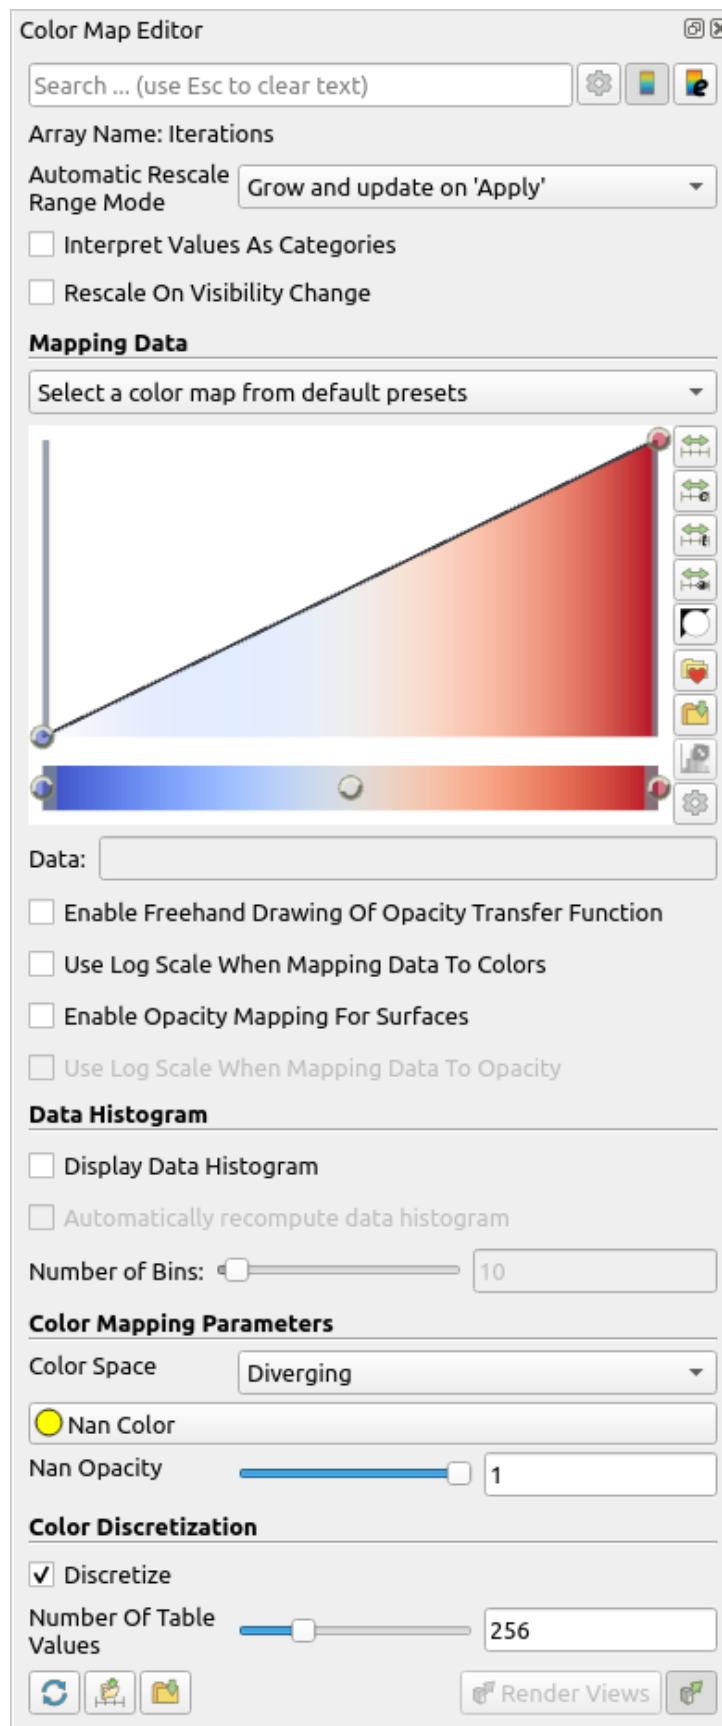 Color Map Editor
Search ... (use Esc to clear text)
Array Name: Iterations
Automatic Rescale
Range Mode
Grow and update on 'Apply'
Interpret Values As Categories
Rescale On Visibility Change
Mapping Data
Select a color map from default presets
Data:
Enable Freehand Drawing Of Opacity Transfer Function
Use Log Scale When Mapping Data To Colors
Enable Opacity Mapping For Surfaces
Use Log Scale When Mapping Data To Opacity
Data Histogram
Display Data Histogram
Automatically recompute data histogram
Number of Bins:
10
Color Mapping Parameters
Color Space
Diverging
Nan Color
Nan Opacity
1
Color Discretization
Discretize
Number Of Table
Values
256
Render Views